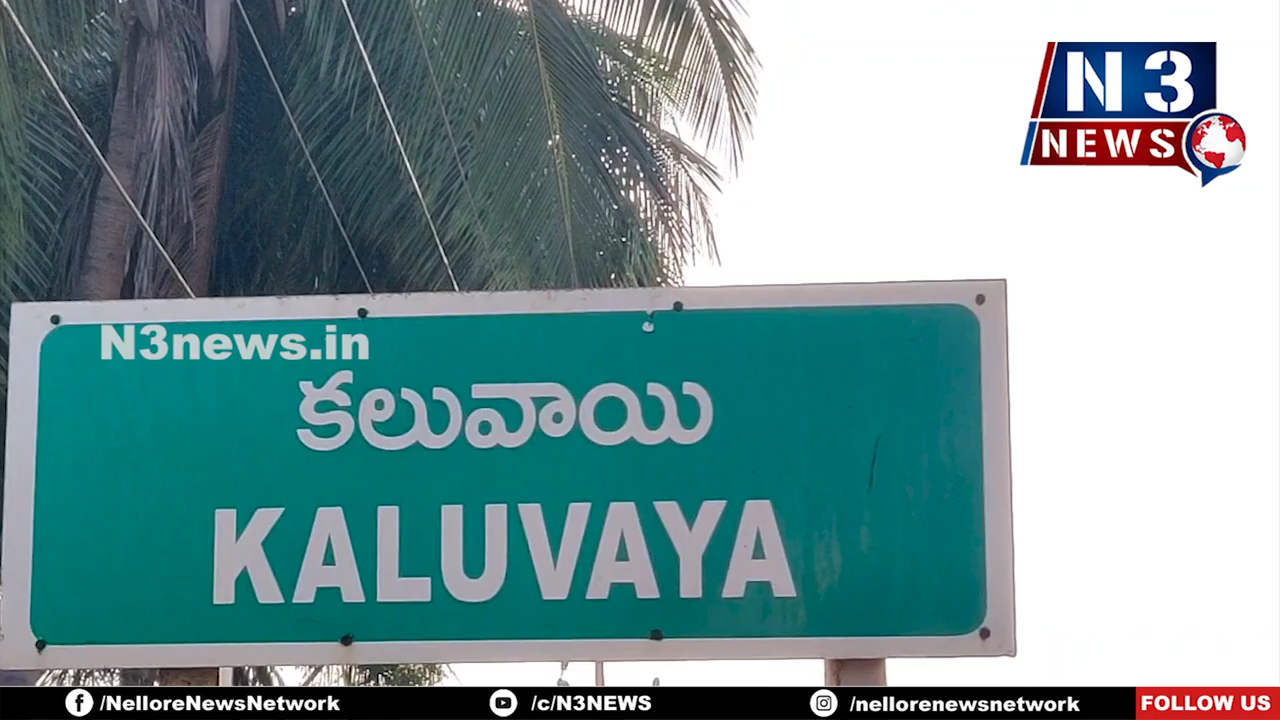 N3
NEWS
N3news.in
కలువాయి
KALUVAYA
/NelloreNewsNetwork
/c/N3NEWS
/nellorenewsnetwork
FOLLOW US